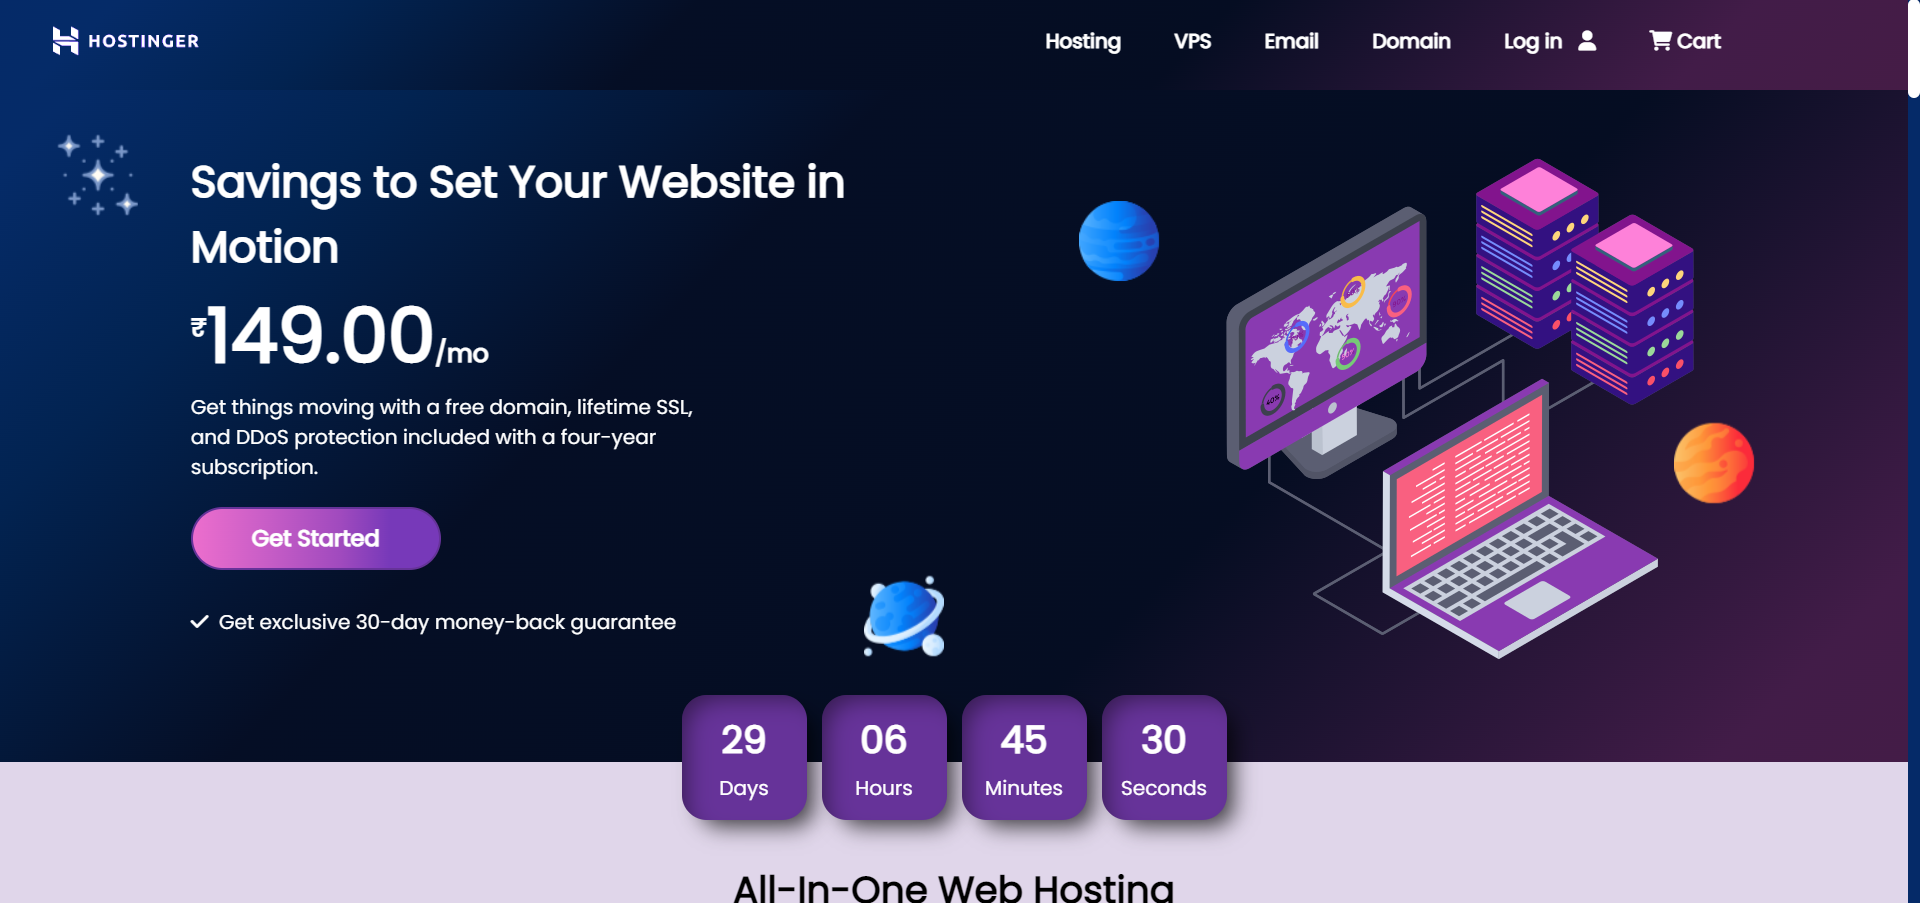 HOSTINGER
Hosting
VPS
Email
Domain
Log in
Cart
Savings to Set Your Website in
Motion
₹149.00/mo
Get things moving with a free domain, lifetime SSL,
and DDoS protection included with a four-year
subscription.
Get Started
Get exclusive 30-day money-back guarantee
40%
29
Days
06
Hours
45
Minutes
30
Seconds
All-In-One Web Hosting